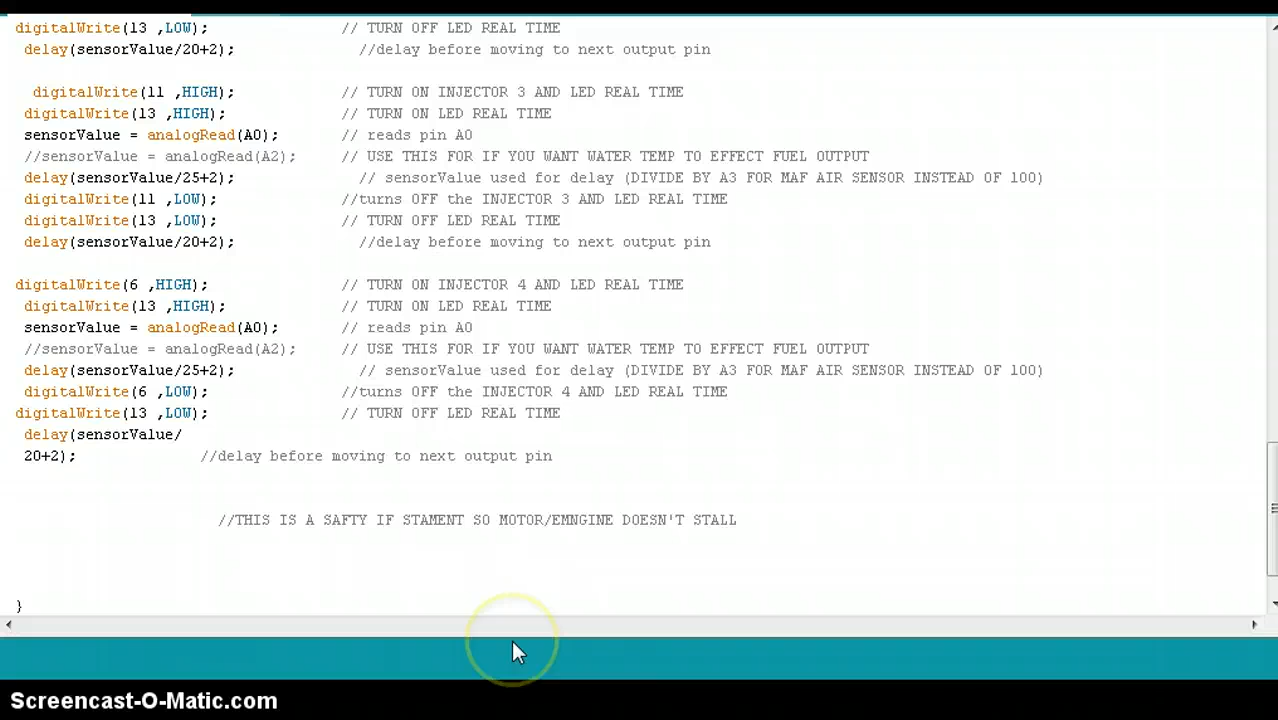 digitalWrite(13 ,LOW); // TURN OFF LED REAL TIME
delay(sensorValue/20+2); //delay before moving to next output pin
digitalWrite(11 ,HIGH); // TURN ON INJECTOR 3 AND LED REAL TIME
digitalWrite(13 ,HIGH); // TURN ON LED REAL TIME
sensorValue = analogRead(A0); // reads pin A0
//sensorValue = analogRead(A2); // USE THIS FOR IF YOU WANT WATER TEMP TO EFFECT FUEL OUTPUT
delay(sensorValue/25+2); // sensorValue used for delay (DIVIDE BY A3 FOR MAF AIR SENSOR INSTEAD OF 100)
digitalWrite(11 ,LOW); //turns OFF the INJECTOR 3 AND LED REAL TIME
digitalWrite(13 ,LOW); // TURN OFF LED REAL TIME
delay(sensorValue/20+2); //delay before moving to next output pin
digitalWrite(6 ,HIGH); // TURN ON INJECTOR 4 AND LED REAL TIME
digitalWrite(13 ,HIGH); // TURN ON LED REAL TIME
sensorValue = analogRead(A0); // reads pin A0
//sensorValue = analogRead(A2); // USE THIS FOR IF YOU WANT WATER TEMP TO EFFECT FUEL OUTPUT
delay(sensorValue/25+2); // sensorValue used for delay (DIVIDE BY A3 FOR MAF AIR SENSOR INSTEAD OF 100)
digitalWrite(6 ,LOW); //turns OFF the INJECTOR 4 AND LED REAL TIME
digitalWrite(13 ,LOW); // TURN OFF LED REAL TIME
delay(sensorValue/
20+2); //delay before moving to next output pin
//THIS IS A SAFTY IF STAMENT SO MOTOR/EMNGINE DOESN'T STALL
}
Screencast-O-Matic.com